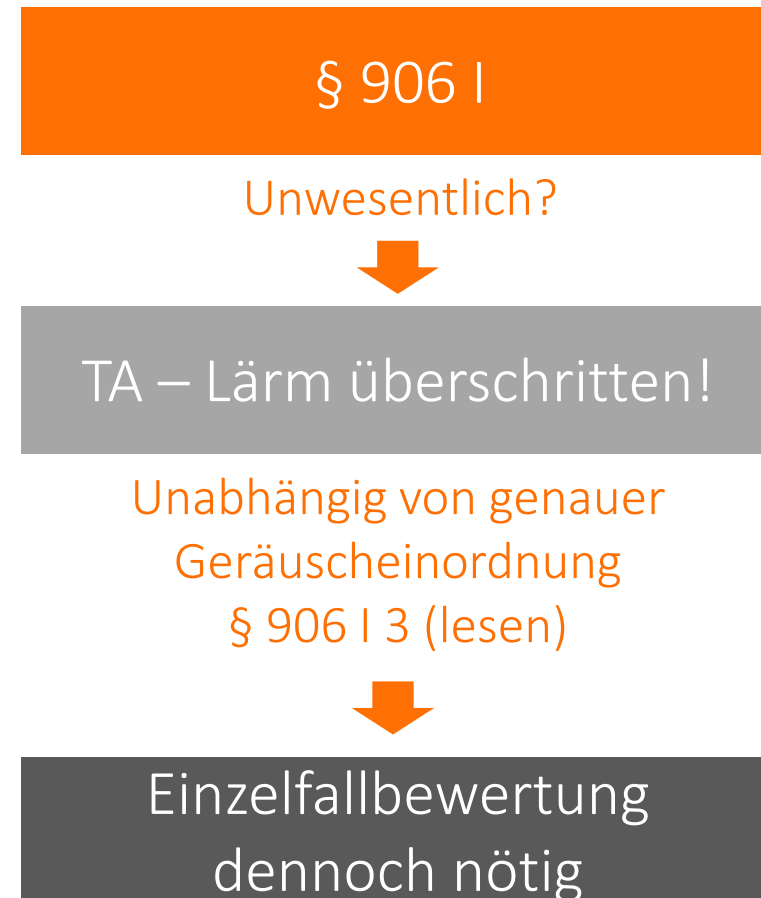 § 906 I
Unwesentlich?
TA – Lärm überschritten!
Unabhängig von genauer
Geräuscheinordnung
§ 906 I 3 (lesen)
Einzelfallbewertung
dennoch nötig